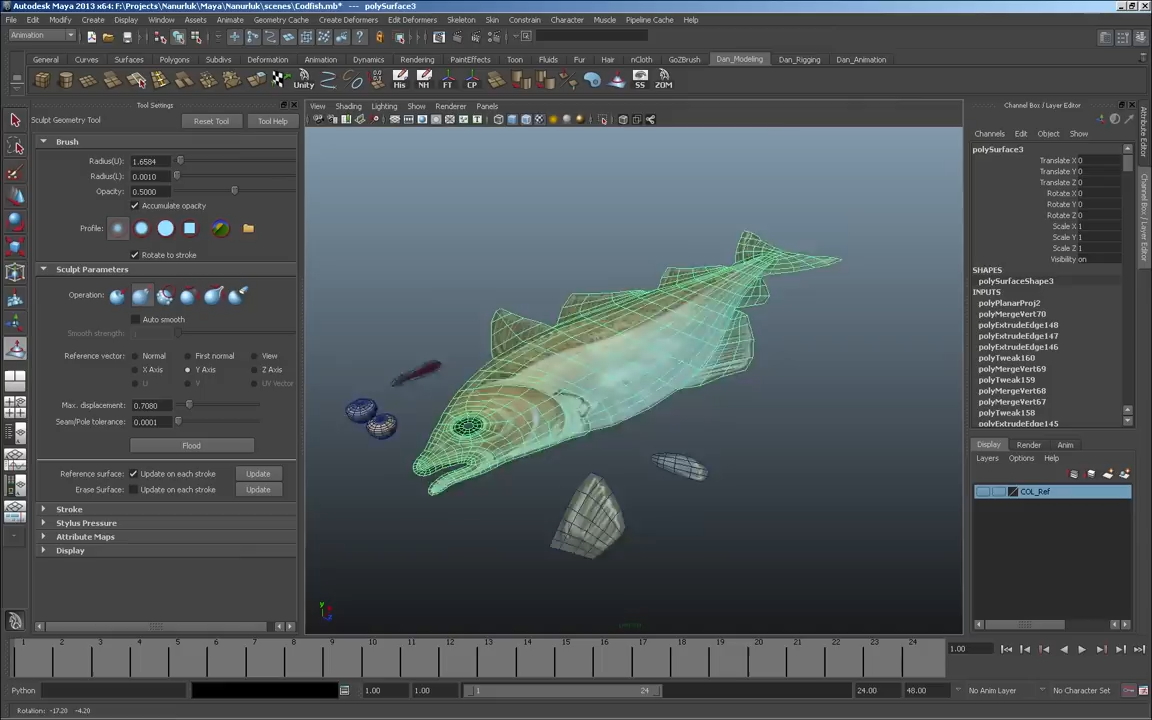 Autodesk Maya 2013 x64: F:\Projects\Nanurluk\Maya\Nanurluk\scenes\Codfish.mb* --- polySurface3
File Edit Modify Create Display Window Assets Animate Geometry Cache Create Deformers Edit Deformers Skeleton Skin Constrain Character Muscle Pipeline Cache Help
Animation
General Curves Surfaces Polygons Subdivs Deformation Animation Dynamics Rendering PaintEffects Toon Fluids Fur Hair nCloth GoZBrush Dan_Modeling Dan_Rigging Dan_Animation
Unity His NH FT CP SS ZOM
Tool Settings
Sculpt Geometry Tool Reset Tool Tool Help
Brush
Radius(U): 1.6584
Radius(L): 0.0010
Opacity: 0.5000
Accumulate opacity
Profile:
Rotate to stroke
Sculpt Parameters
Operation:
Auto smooth
Smooth strength:
Reference vector: Normal First normal View
X Axis Y Axis Z Axis
U V UV Vector
Max. displacement: 0.7080
Seam/Pole tolerance: 0.0001
Flood
Reference surface: Update on each stroke Update
Erase Surface: Update on each stroke Update
Stroke
Stylus Pressure
Attribute Maps
Display
View Shading Lighting Show Renderer Panels
persp
Channel Box / Layer Editor
Channels Edit Object Show
polySurface3
Translate X 0
Translate Y 0
Translate Z 0
Rotate X 0
Rotate Y 0
Rotate Z 0
Scale X 1
Scale Y 1
Scale Z 1
Visibility on
SHAPES
polySurfaceShape3
INPUTS
polyPlanarProj2
polyMergeVert70
polyExtrudeEdge148
polyExtrudeEdge147
polyExtrudeEdge146
polyTweak160
polyMergeVert69
polyTweak159
polyMergeVert68
polyTweak158
polyMergeVert67
polyExtrudeEdge145
Display Render Anim
Layers Options Help
COL_Ref
Attribute Editor
Channel Box / Layer Editor
1 2 3 4 5 6 7 8 9 10 11 12 13 14 15 16 17 18 19 20 21 22 23 24
1.00
Python
1.00 1.00 1 24 24.00 48.00 No Anim Layer No Character Set
Rotation: -17.20 -4.20